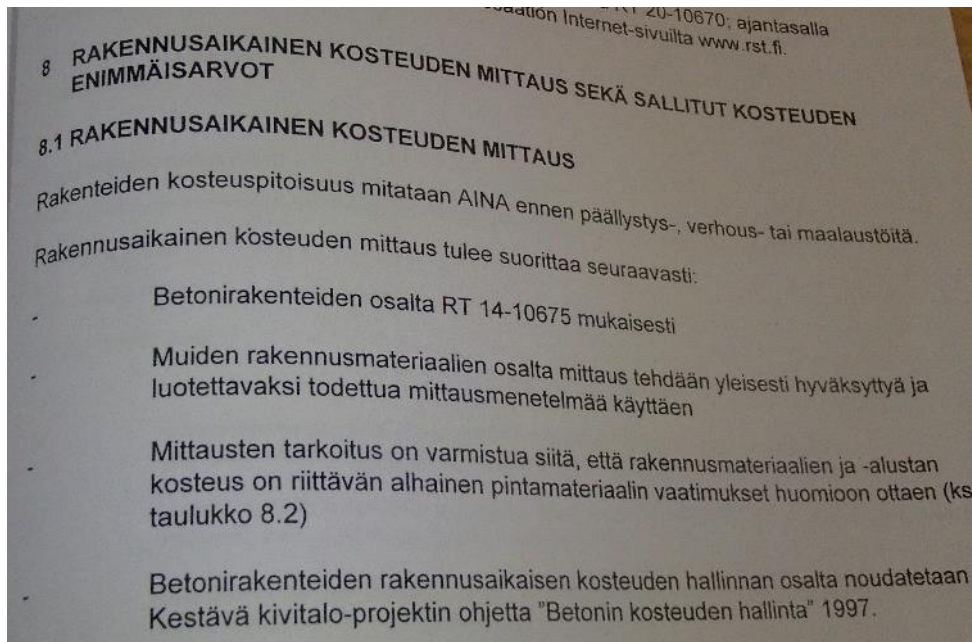 RT 20-10670; ajantasalla
Internet-sivuilta www.rst.fi.
8 RAKENNUSAIKAINEN KOSTEUDEN MITTAUS SEKÄ SALLITUT KOSTEUDEN
ENIMMÄISARVOT
8.1 RAKENNUSAIKAINEN KOSTEUDEN MITTAUS
Rakenteiden kosteuspitoisuus mitataan AINA ennen päällystys-, verhous- tai maalaustöitä.
Rakennusaikainen kosteuden mittaus tulee suorittaa seuraavasti:
- Betonirakenteiden osalta RT 14-10675 mukaisesti
- Muiden rakennusmateriaalien osalta mittaus tehdään yleisesti hyväksyttyä ja
luotettavaksi todettua mittausmenetelmää käyttäen
- Mittausten tarkoitus on varmistua siitä, että rakennusmateriaalien ja -alustan
kosteus on riittävän alhainen pintamateriaalin vaatimukset huomioon ottaen (ks
taulukko 8.2)
- Betonirakenteiden rakennusaikaisen kosteuden hallinnan osalta noudatetaan
Kestävä kivitalo-projektin ohjetta "Betonin kosteuden hallinta" 1997.